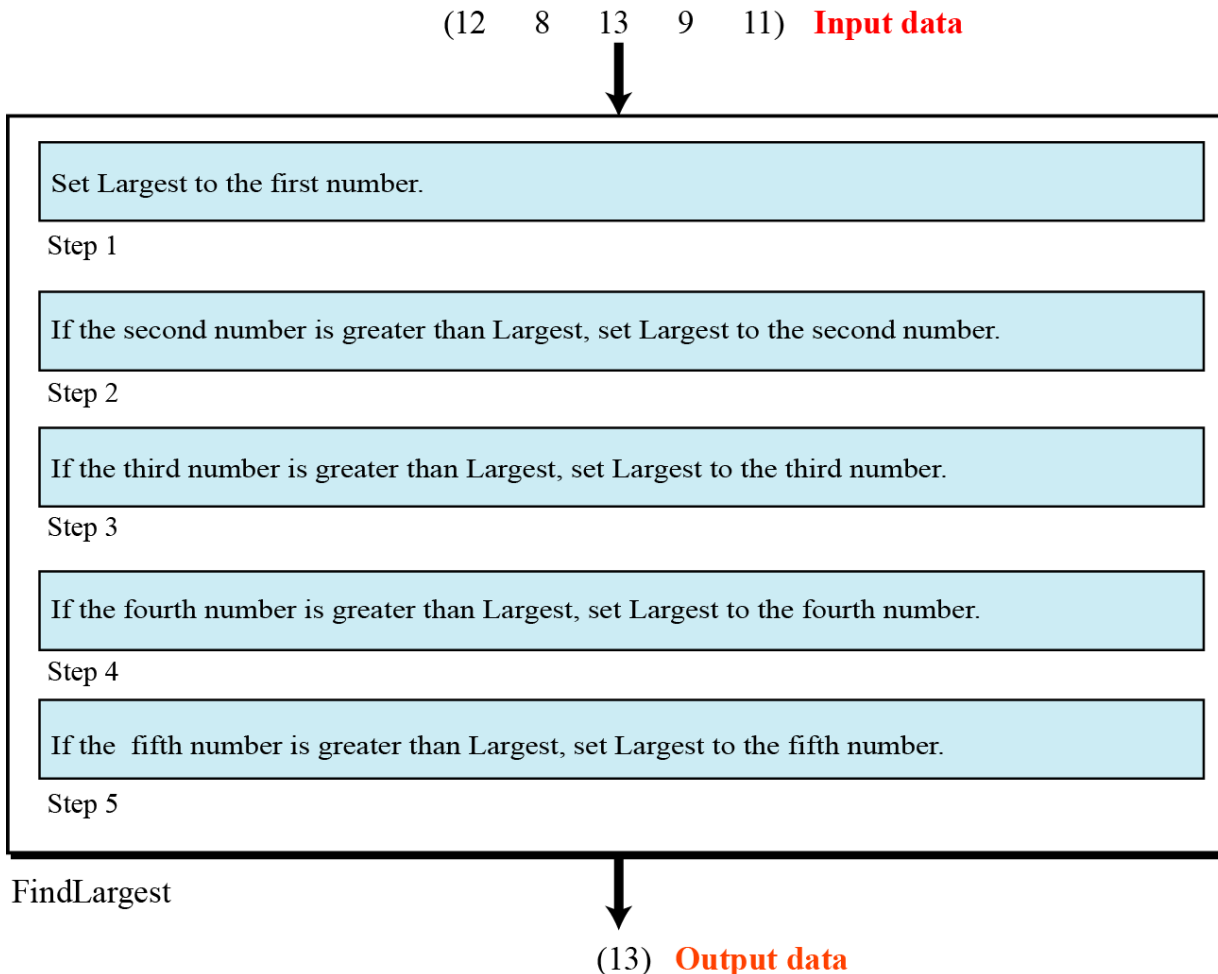 (12 8 13 9 11) Input data
Set Largest to the first number.
Step 1
If the second number is greater than Largest, set Largest to the second number.
Step 2
If the third number is greater than Largest, set Largest to the third number.
Step 3
If the fourth number is greater than Largest, set Largest to the fourth number.
Step 4
If the fifth number is greater than Largest, set Largest to the fifth number.
Step 5
FindLargest
(13) Output data